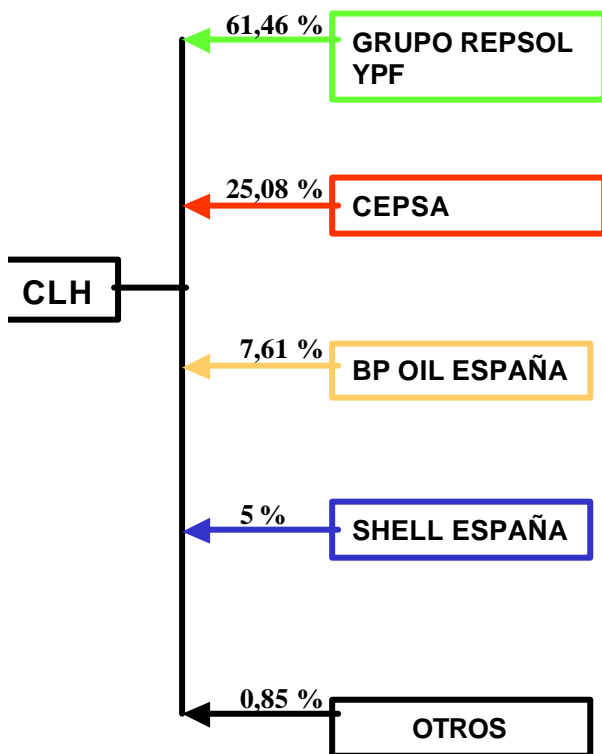 61,46 %
GRUPO REPSOL
YPF
25,08 %
CEPSA
CLH
7,61 %
BP OIL ESPAÑA
5 %
SHELL ESPAÑA
0,85 %
OTROS